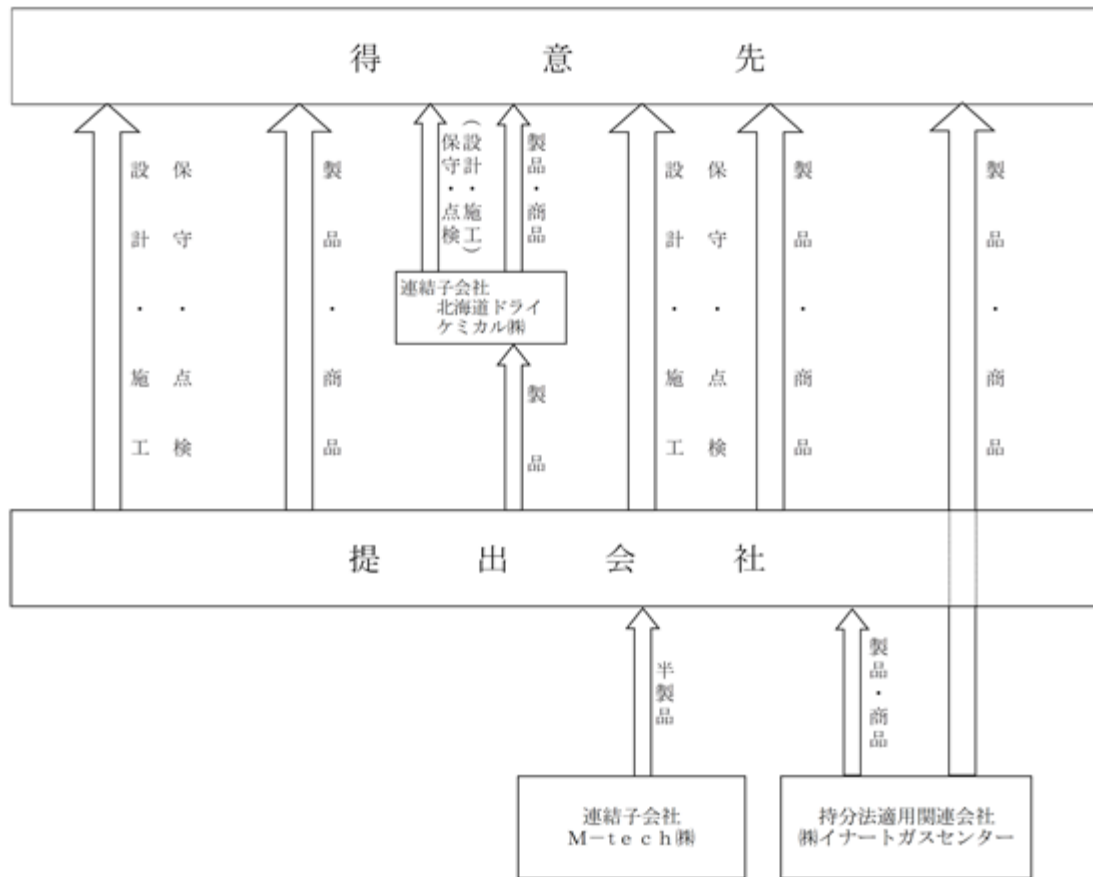 得意先
設計・施工
保守・点検
製品・商品
保守・点検
(設計・施工)
製品・商品
設計・施工
保守・点検
製品・商品
製品・商品
連結子会社
北海道ドライ
ケミカル㈱
製品
提出会社
半製品
製品・商品
連結子会社
M－tech㈱
持分法適用関連会社
㈱イナートガスセンター